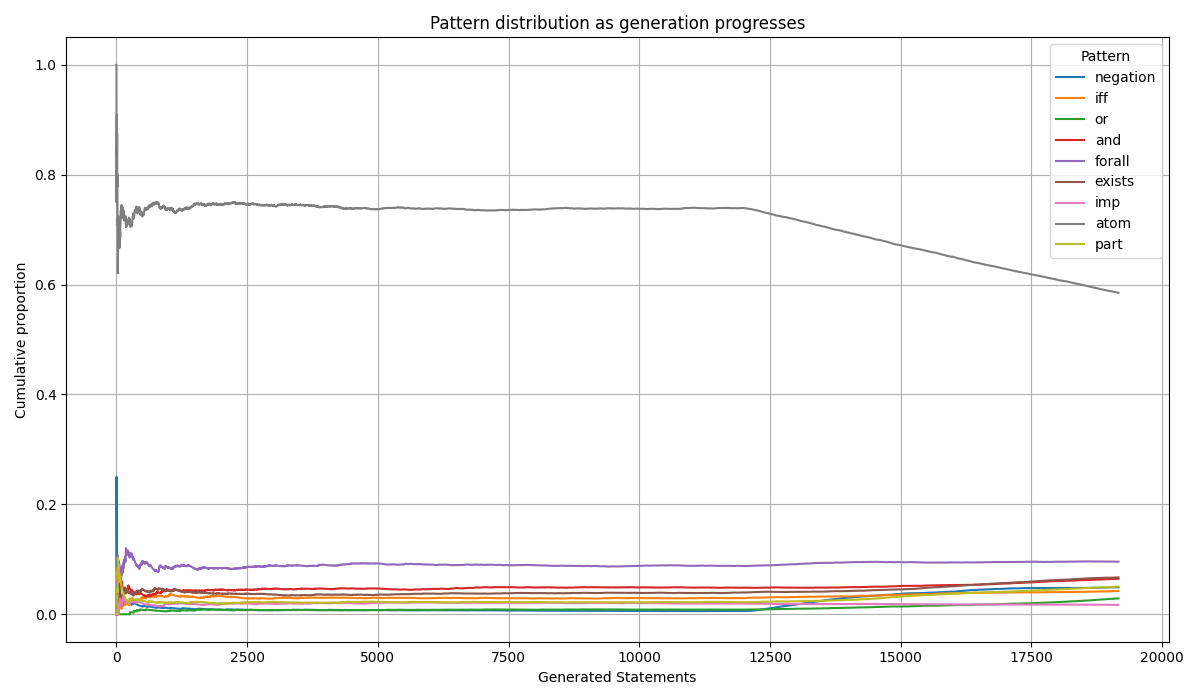 Pattern distribution as generation progresses
Pattern
negation
iff
or
and
forall
exists
imp
atom
part
Cumulative proportion
1.0
0.8
0.6
0.4
0.2
0.0
0 2500 5000 7500 10000 12500 15000 17500 20000
Generated Statements